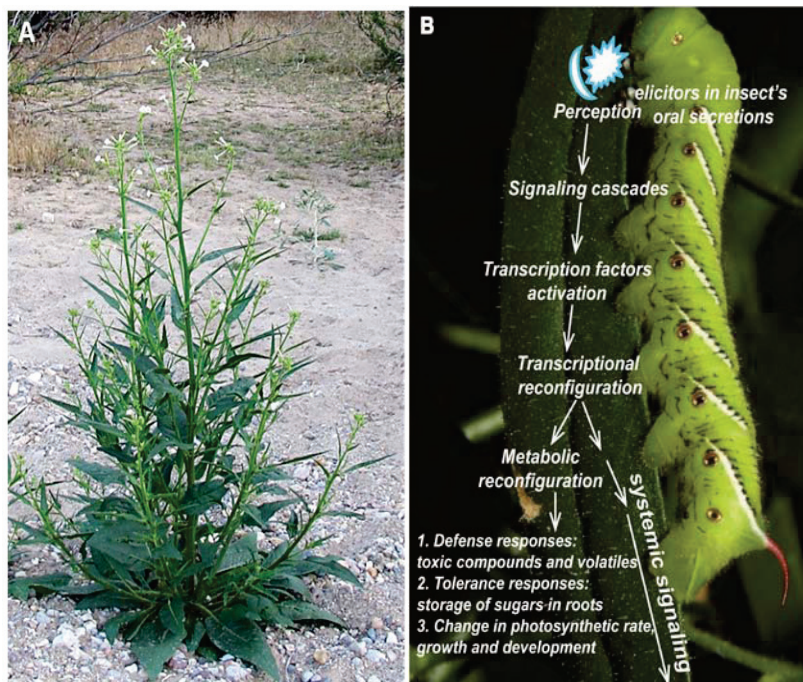 A
B
elicitors in insect's
oral secretions
Perception
Signaling cascades
Transcription factors
activation
Transcriptional
reconfiguration
Metabolic
reconfiguration
systemic signaling
1. Defense responses:
toxic compounds and volatiles
2. Tolerance responses:
storage of sugars in roots
3. Change in photosynthetic rate,
growth and development